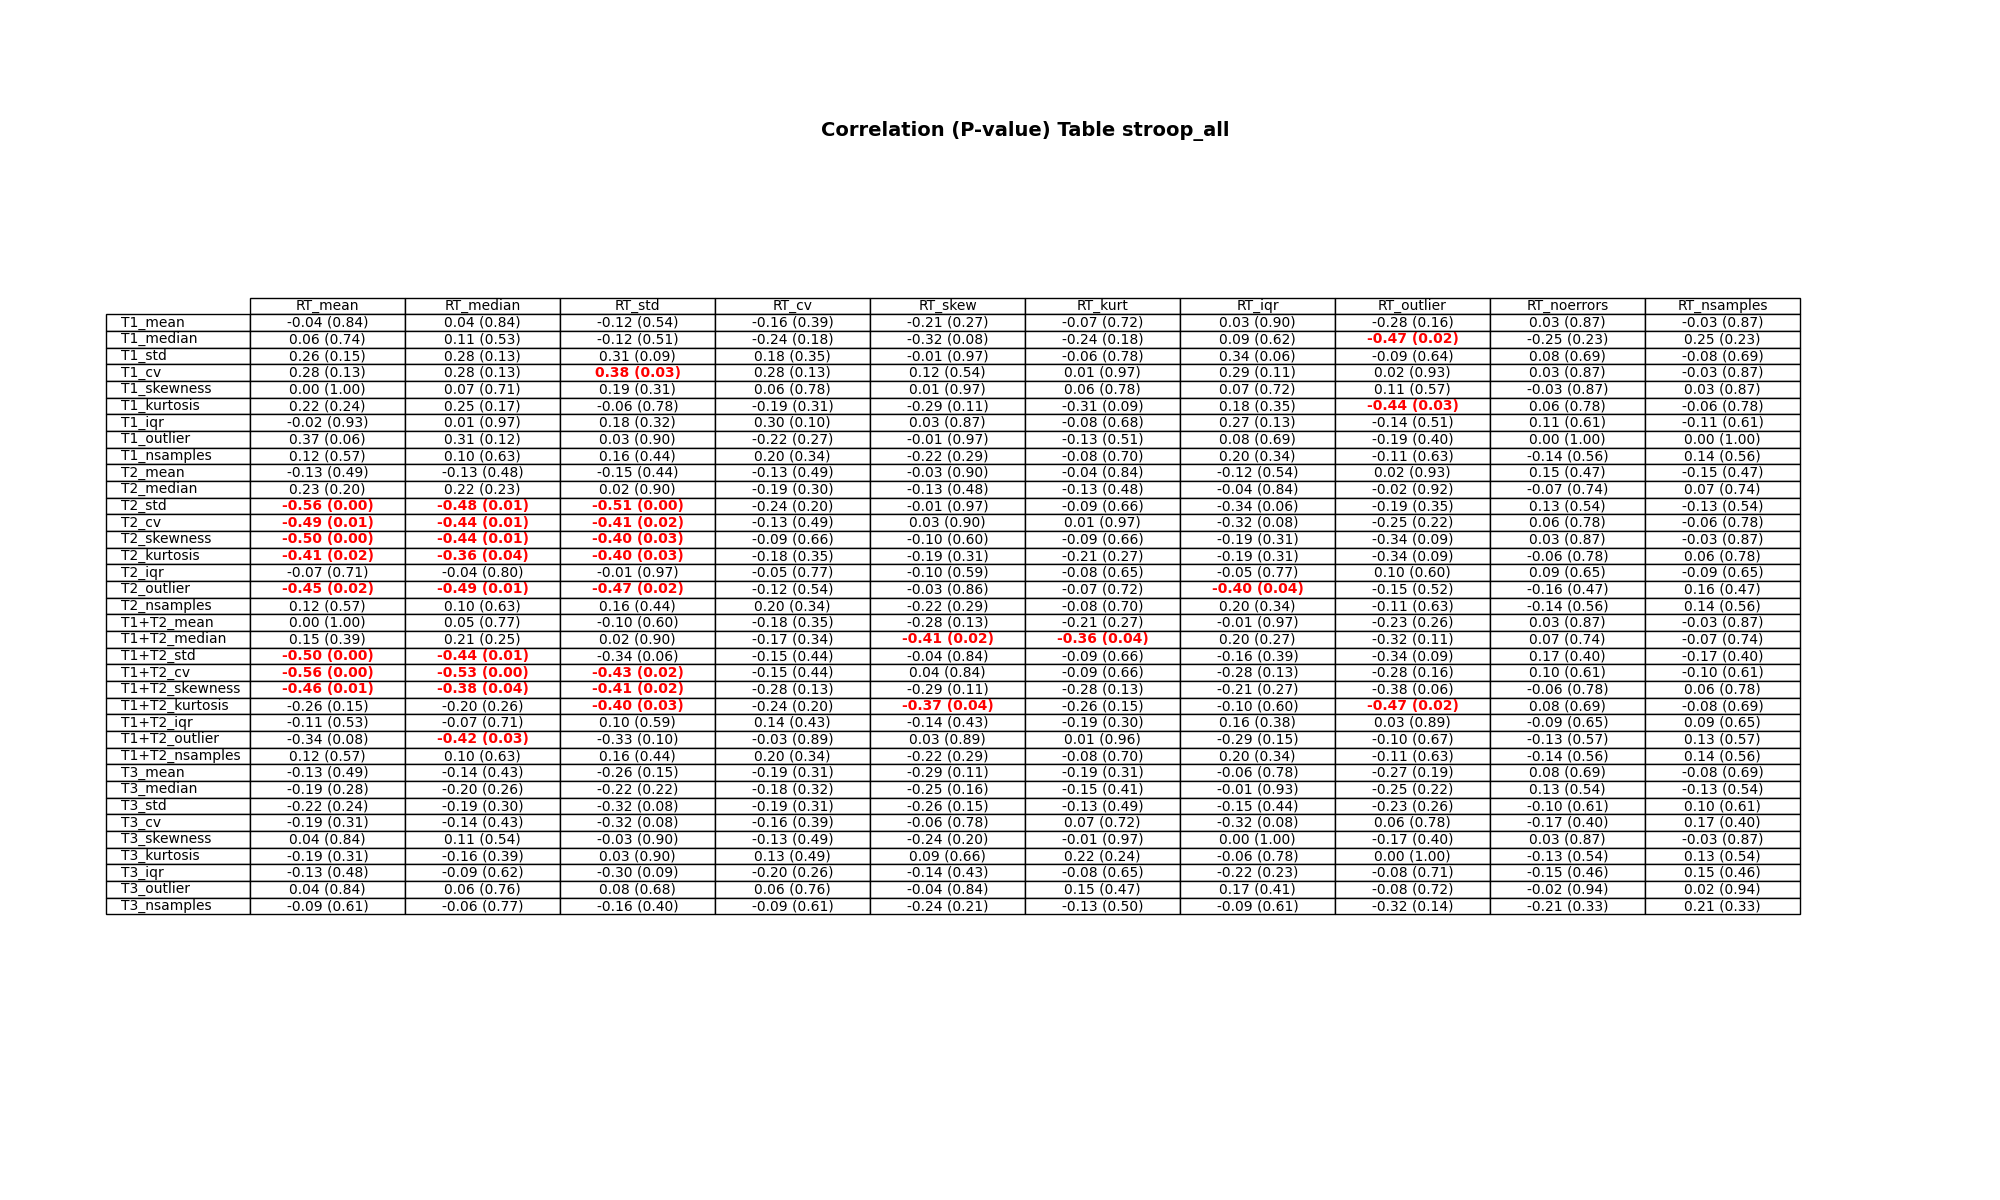 Correlation (P-value) Table stroop_all
RT_mean RT_median RT_std RT_cv RT_skew RT_kurt RT_iqr RT_outlier RT_noerrors RT_nsamples
T1_mean -0.04 (0.84) 0.04 (0.84) -0.12 (0.54) -0.16 (0.39) -0.21 (0.27) -0.07 (0.72) 0.03 (0.90) -0.28 (0.16) 0.03 (0.87) -0.03 (0.87)
T1_median 0.06 (0.74) 0.11 (0.53) -0.12 (0.51) -0.24 (0.18) -0.32 (0.08) -0.24 (0.18) 0.09 (0.62) -0.47 (0.02) -0.25 (0.23) 0.25 (0.23)
T1_std 0.26 (0.15) 0.28 (0.13) 0.31 (0.09) 0.18 (0.35) -0.01 (0.97) -0.06 (0.78) 0.34 (0.06) -0.09 (0.64) 0.08 (0.69) -0.08 (0.69)
T1_cv 0.28 (0.13) 0.28 (0.13) 0.38 (0.03) 0.28 (0.13) 0.12 (0.54) 0.01 (0.97) 0.29 (0.11) 0.02 (0.93) 0.03 (0.87) -0.03 (0.87)
T1_skewness 0.00 (1.00) 0.07 (0.71) 0.19 (0.31) 0.06 (0.78) 0.01 (0.97) 0.06 (0.78) 0.07 (0.72) 0.11 (0.57) -0.03 (0.87) 0.03 (0.87)
T1_kurtosis 0.22 (0.24) 0.25 (0.17) -0.06 (0.78) -0.19 (0.31) -0.29 (0.11) -0.31 (0.09) 0.18 (0.35) -0.44 (0.03) 0.06 (0.78) -0.06 (0.78)
T1_iqr -0.02 (0.93) 0.01 (0.97) 0.18 (0.32) 0.30 (0.10) 0.03 (0.87) -0.08 (0.68) 0.27 (0.13) -0.14 (0.51) 0.11 (0.61) -0.11 (0.61)
T1_outlier 0.37 (0.06) 0.31 (0.12) 0.03 (0.90) -0.22 (0.27) -0.01 (0.97) -0.13 (0.51) 0.08 (0.69) -0.19 (0.40) 0.00 (1.00) 0.00 (1.00)
T1_nsamples 0.12 (0.57) 0.10 (0.63) 0.16 (0.44) 0.20 (0.34) -0.22 (0.29) -0.08 (0.70) 0.20 (0.34) -0.11 (0.63) -0.14 (0.56) 0.14 (0.56)
T2_mean -0.13 (0.49) -0.13 (0.48) -0.15 (0.44) -0.13 (0.49) -0.03 (0.90) -0.04 (0.84) -0.12 (0.54) 0.02 (0.93) 0.15 (0.47) -0.15 (0.47)
T2_median 0.23 (0.20) 0.22 (0.23) 0.02 (0.90) -0.19 (0.30) -0.13 (0.48) -0.13 (0.48) -0.04 (0.84) -0.02 (0.92) -0.07 (0.74) 0.07 (0.74)
T2_std -0.56 (0.00) -0.48 (0.01) -0.51 (0.00) -0.24 (0.20) -0.01 (0.97) -0.09 (0.66) -0.34 (0.06) -0.19 (0.35) 0.13 (0.54) -0.13 (0.54)
T2_cv -0.49 (0.01) -0.44 (0.01) -0.41 (0.02) -0.13 (0.49) 0.03 (0.90) 0.01 (0.97) -0.32 (0.08) -0.25 (0.22) 0.06 (0.78) -0.06 (0.78)
T2_skewness -0.50 (0.00) -0.44 (0.01) -0.40 (0.03) -0.09 (0.66) -0.10 (0.60) -0.09 (0.66) -0.19 (0.31) -0.34 (0.09) 0.03 (0.87) -0.03 (0.87)
T2_kurtosis -0.41 (0.02) -0.36 (0.04) -0.40 (0.03) -0.18 (0.35) -0.19 (0.31) -0.21 (0.27) -0.19 (0.31) -0.34 (0.09) -0.06 (0.78) 0.06 (0.78)
T2_iqr -0.07 (0.71) -0.04 (0.80) -0.01 (0.97) -0.05 (0.77) -0.10 (0.59) -0.08 (0.65) -0.05 (0.77) 0.10 (0.60) 0.09 (0.65) -0.09 (0.65)
T2_outlier -0.45 (0.02) -0.49 (0.01) -0.47 (0.02) -0.12 (0.54) -0.03 (0.86) -0.07 (0.72) -0.40 (0.04) -0.15 (0.52) -0.16 (0.47) 0.16 (0.47)
T2_nsamples 0.12 (0.57) 0.10 (0.63) 0.16 (0.44) 0.20 (0.34) -0.22 (0.29) -0.08 (0.70) 0.20 (0.34) -0.11 (0.63) -0.14 (0.56) 0.14 (0.56)
T1+T2_mean 0.00 (1.00) 0.05 (0.77) -0.10 (0.60) -0.18 (0.35) -0.28 (0.13) -0.21 (0.27) -0.01 (0.97) -0.23 (0.26) 0.03 (0.87) -0.03 (0.87)
T1+T2_median 0.15 (0.39) 0.21 (0.25) 0.02 (0.90) -0.17 (0.34) -0.41 (0.02) -0.36 (0.04) 0.20 (0.27) -0.32 (0.11) 0.07 (0.74) -0.07 (0.74)
T1+T2_std -0.50 (0.00) -0.44 (0.01) -0.34 (0.06) -0.15 (0.44) -0.04 (0.84) -0.09 (0.66) -0.16 (0.39) -0.34 (0.09) 0.17 (0.40) -0.17 (0.40)
T1+T2_cv -0.56 (0.00) -0.53 (0.00) -0.43 (0.02) -0.15 (0.44) 0.04 (0.84) -0.09 (0.66) -0.28 (0.13) -0.28 (0.16) 0.10 (0.61) -0.10 (0.61)
T1+T2_skewness -0.46 (0.01) -0.38 (0.04) -0.41 (0.02) -0.28 (0.13) -0.29 (0.11) -0.28 (0.13) -0.21 (0.27) -0.38 (0.06) -0.06 (0.78) 0.06 (0.78)
T1+T2_kurtosis -0.26 (0.15) -0.20 (0.26) -0.40 (0.03) -0.24 (0.20) -0.37 (0.04) -0.26 (0.15) -0.10 (0.60) -0.47 (0.02) 0.08 (0.69) -0.08 (0.69)
T1+T2_iqr -0.11 (0.53) -0.07 (0.71) 0.10 (0.59) 0.14 (0.43) -0.14 (0.43) -0.19 (0.30) 0.16 (0.38) 0.03 (0.89) -0.09 (0.65) 0.09 (0.65)
T1+T2_outlier -0.34 (0.08) -0.42 (0.03) -0.33 (0.10) -0.03 (0.89) 0.03 (0.89) 0.01 (0.96) -0.29 (0.15) -0.10 (0.67) -0.13 (0.57) 0.13 (0.57)
T1+T2_nsamples 0.12 (0.57) 0.10 (0.63) 0.16 (0.44) 0.20 (0.34) -0.22 (0.29) -0.08 (0.70) 0.20 (0.34) -0.11 (0.63) -0.14 (0.56) 0.14 (0.56)
T3_mean -0.13 (0.49) -0.14 (0.43) -0.26 (0.15) -0.19 (0.31) -0.29 (0.11) -0.19 (0.31) -0.06 (0.78) -0.27 (0.19) 0.08 (0.69) -0.08 (0.69)
T3_median -0.19 (0.28) -0.20 (0.26) -0.22 (0.22) -0.18 (0.32) -0.25 (0.16) -0.15 (0.41) -0.01 (0.93) -0.25 (0.22) 0.13 (0.54) -0.13 (0.54)
T3_std -0.22 (0.24) -0.19 (0.30) -0.32 (0.08) -0.19 (0.31) -0.26 (0.15) -0.13 (0.49) -0.15 (0.44) -0.23 (0.26) -0.10 (0.61) 0.10 (0.61)
T3_cv -0.19 (0.31) -0.14 (0.43) -0.32 (0.08) -0.16 (0.39) -0.06 (0.78) 0.07 (0.72) -0.32 (0.08) 0.06 (0.78) -0.17 (0.40) 0.17 (0.40)
T3_skewness 0.04 (0.84) 0.11 (0.54) -0.03 (0.90) -0.13 (0.49) -0.24 (0.20) -0.01 (0.97) 0.00 (1.00) -0.17 (0.40) 0.03 (0.87) -0.03 (0.87)
T3_kurtosis -0.19 (0.31) -0.16 (0.39) 0.03 (0.90) 0.13 (0.49) 0.09 (0.66) 0.22 (0.24) -0.06 (0.78) 0.00 (1.00) -0.13 (0.54) 0.13 (0.54)
T3_iqr -0.13 (0.48) -0.09 (0.62) -0.30 (0.09) -0.20 (0.26) -0.14 (0.43) -0.08 (0.65) -0.22 (0.23) -0.08 (0.71) -0.15 (0.46) 0.15 (0.46)
T3_outlier 0.04 (0.84) 0.06 (0.76) 0.08 (0.68) 0.06 (0.76) -0.04 (0.84) 0.15 (0.47) 0.17 (0.41) -0.08 (0.72) -0.02 (0.94) 0.02 (0.94)
T3_nsamples -0.09 (0.61) -0.06 (0.77) -0.16 (0.40) -0.09 (0.61) -0.24 (0.21) -0.13 (0.50) -0.09 (0.61) -0.32 (0.14) -0.21 (0.33) 0.21 (0.33)